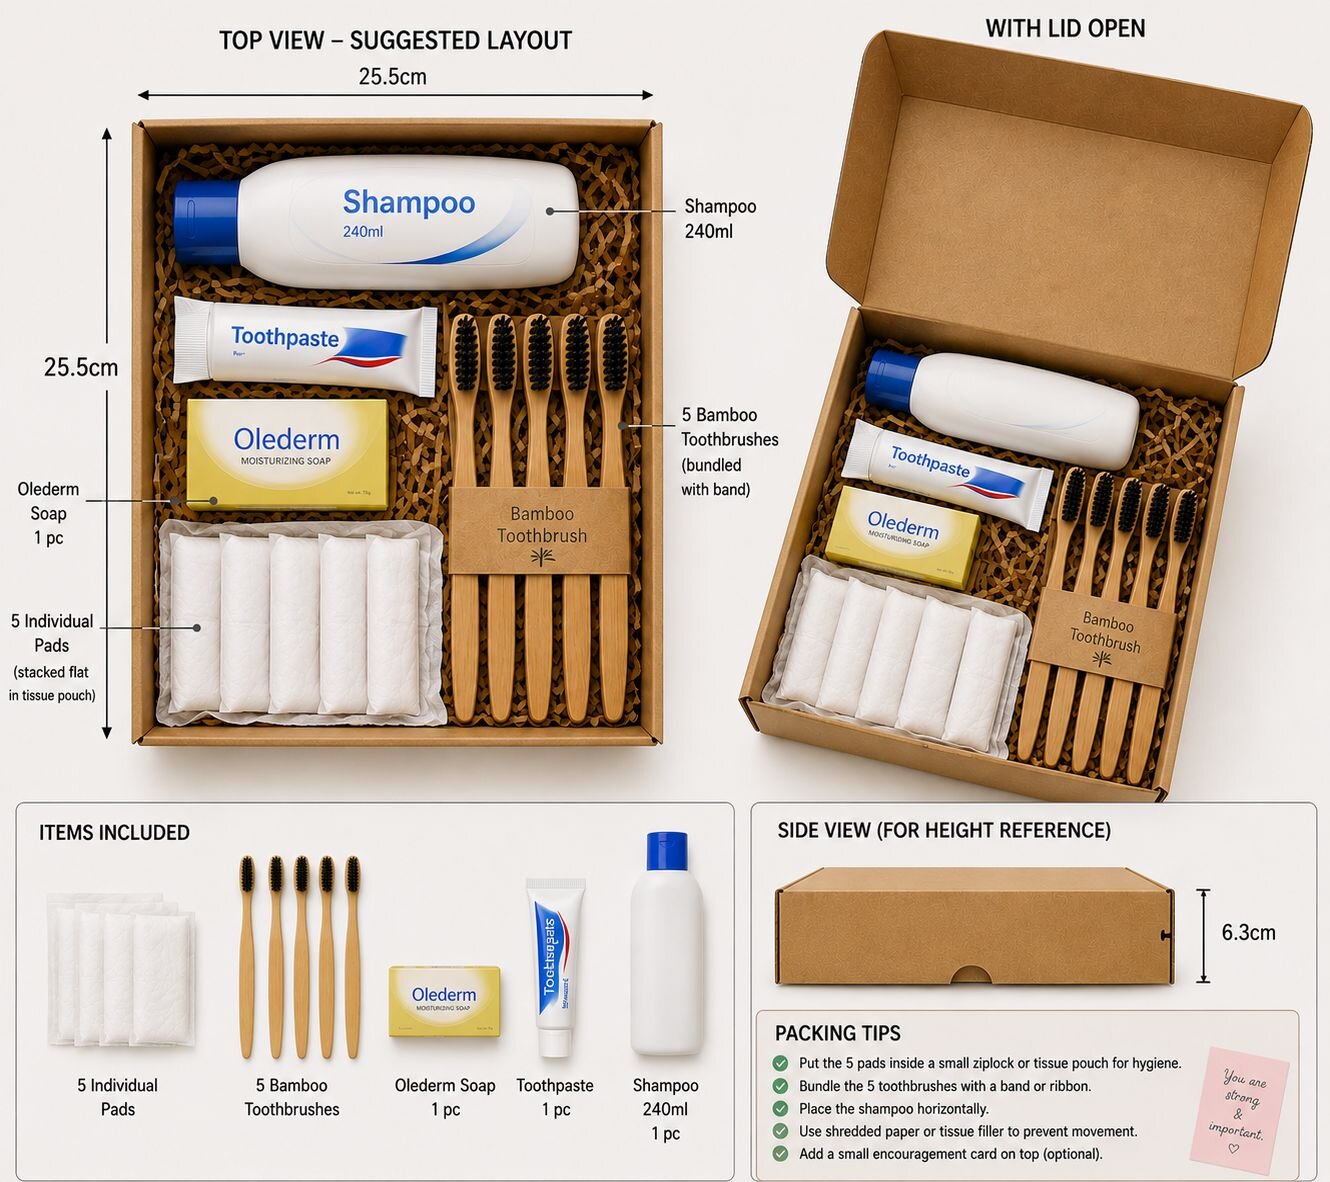 TOP VIEW – SUGGESTED LAYOUT
25.5cm
WITH LID OPEN
25.5cm
Shampoo
240ml
Shampoo
240ml
Toothpaste
Olederm
MOISTURIZING SOAP
Olederm
Soap
1 pc
5 Bamboo
Toothbrushes
(bundled
with band)
Bamboo
Toothbrush
5 Individual
Pads
(stacked flat
in tissue pouch)
Toothpaste
Olederm
MOISTURIZING SOAP
Bamboo
Toothbrush
ITEMS INCLUDED
Olederm
MOISTURIZING SOAP
5 Individual
Pads
5 Bamboo
Toothbrushes
Olederm Soap
1 pc
Toothpaste
1 pc
Shampoo
240ml
1 pc
SIDE VIEW (FOR HEIGHT REFERENCE)
6.3cm
PACKING TIPS
Put the 5 pads inside a small ziplock or tissue pouch for hygiene.
Bundle the 5 toothbrushes with a band or ribbon.
Place the shampoo horizontally.
Use shredded paper or tissue filler to prevent movement.
Add a small encouragement card on top (optional).
You are
strong
&
important.